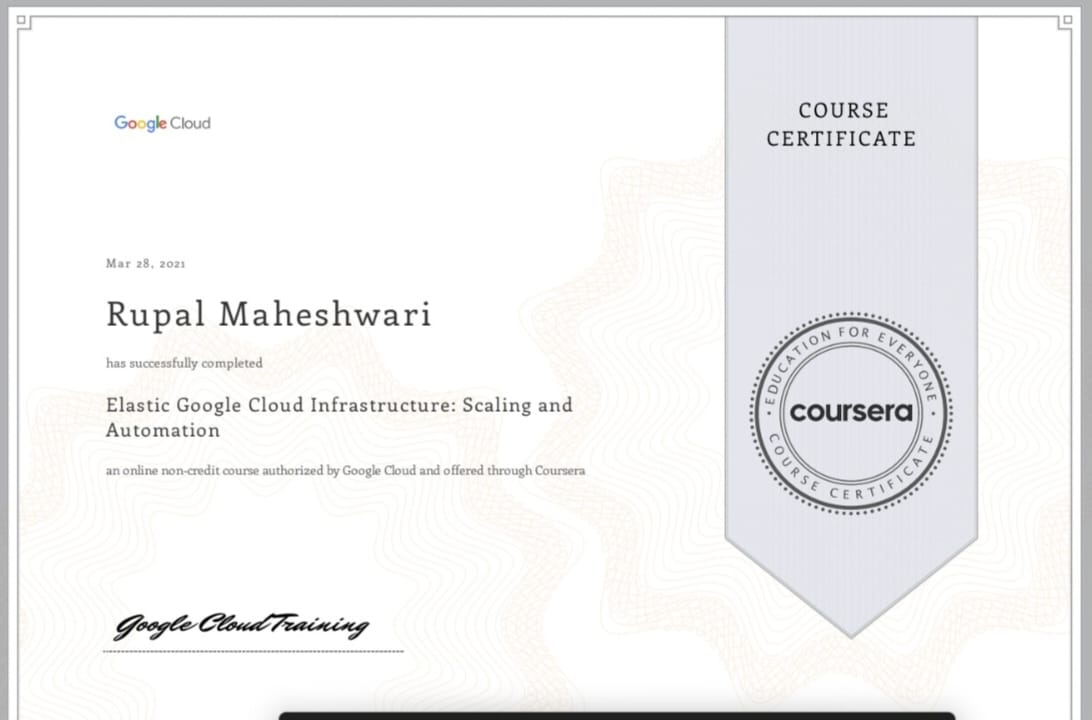 Google Cloud
COURSE
CERTIFICATE
Mar 28, 2021
Rupal Maheshwari
has successfully completed
Elastic Google Cloud Infrastructure: Scaling and
Automation
an online non-credit course authorized by Google Cloud and offered through Coursera
EDUCATION FOR EVERYONE
coursera
COURSE CERTIFICATE
Google Cloud Training